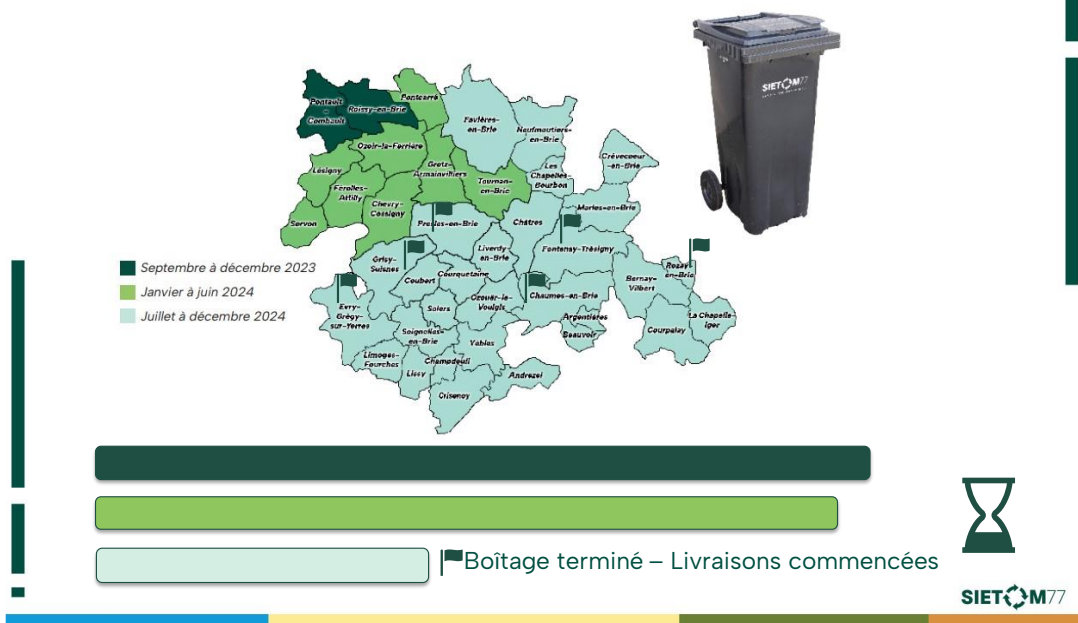 SIETOM77
Pontault
-
Combault
Roissy-en-Brie
Pontcarré
Favières-
en-Brie
Neufmoutiers-
en-Brie
Ozoir-la-Ferrière
Crèvecoeur
-en-Brie
Lésigny
Gretz-
Armainvilliers
Les
Chapelles-
Bourbon
Férolles-
Attilly
Tournan-
en-Brie
Chevry-
Cossigny
Marles-en-Brie
Servon
Presles-en-Brie
Châtres
Liverdy-
en-Brie
Fontenay-Trésigny
Grisy-
Suisnes
Coubert
Courquetaine
Rozay-
en-Brie
Bernay-
Vilbert
Septembre à décembre 2023
Janvier à juin 2024
Juillet à décembre 2024
Evry-
Grégy-
sur-Yerres
Solers
Ozouer-le-
Voulgis
Chaumes-en-Brie
Argentières
Beauvoir
Courpalay
La Chapelle-
Iger
Soignolles-
en-Brie
Yèbles
Limoges-
Fourches
Lissy
Champdeuil
Andrezel
Crisenoy
Boîtage terminé – Livraisons commencées
SIETOM77